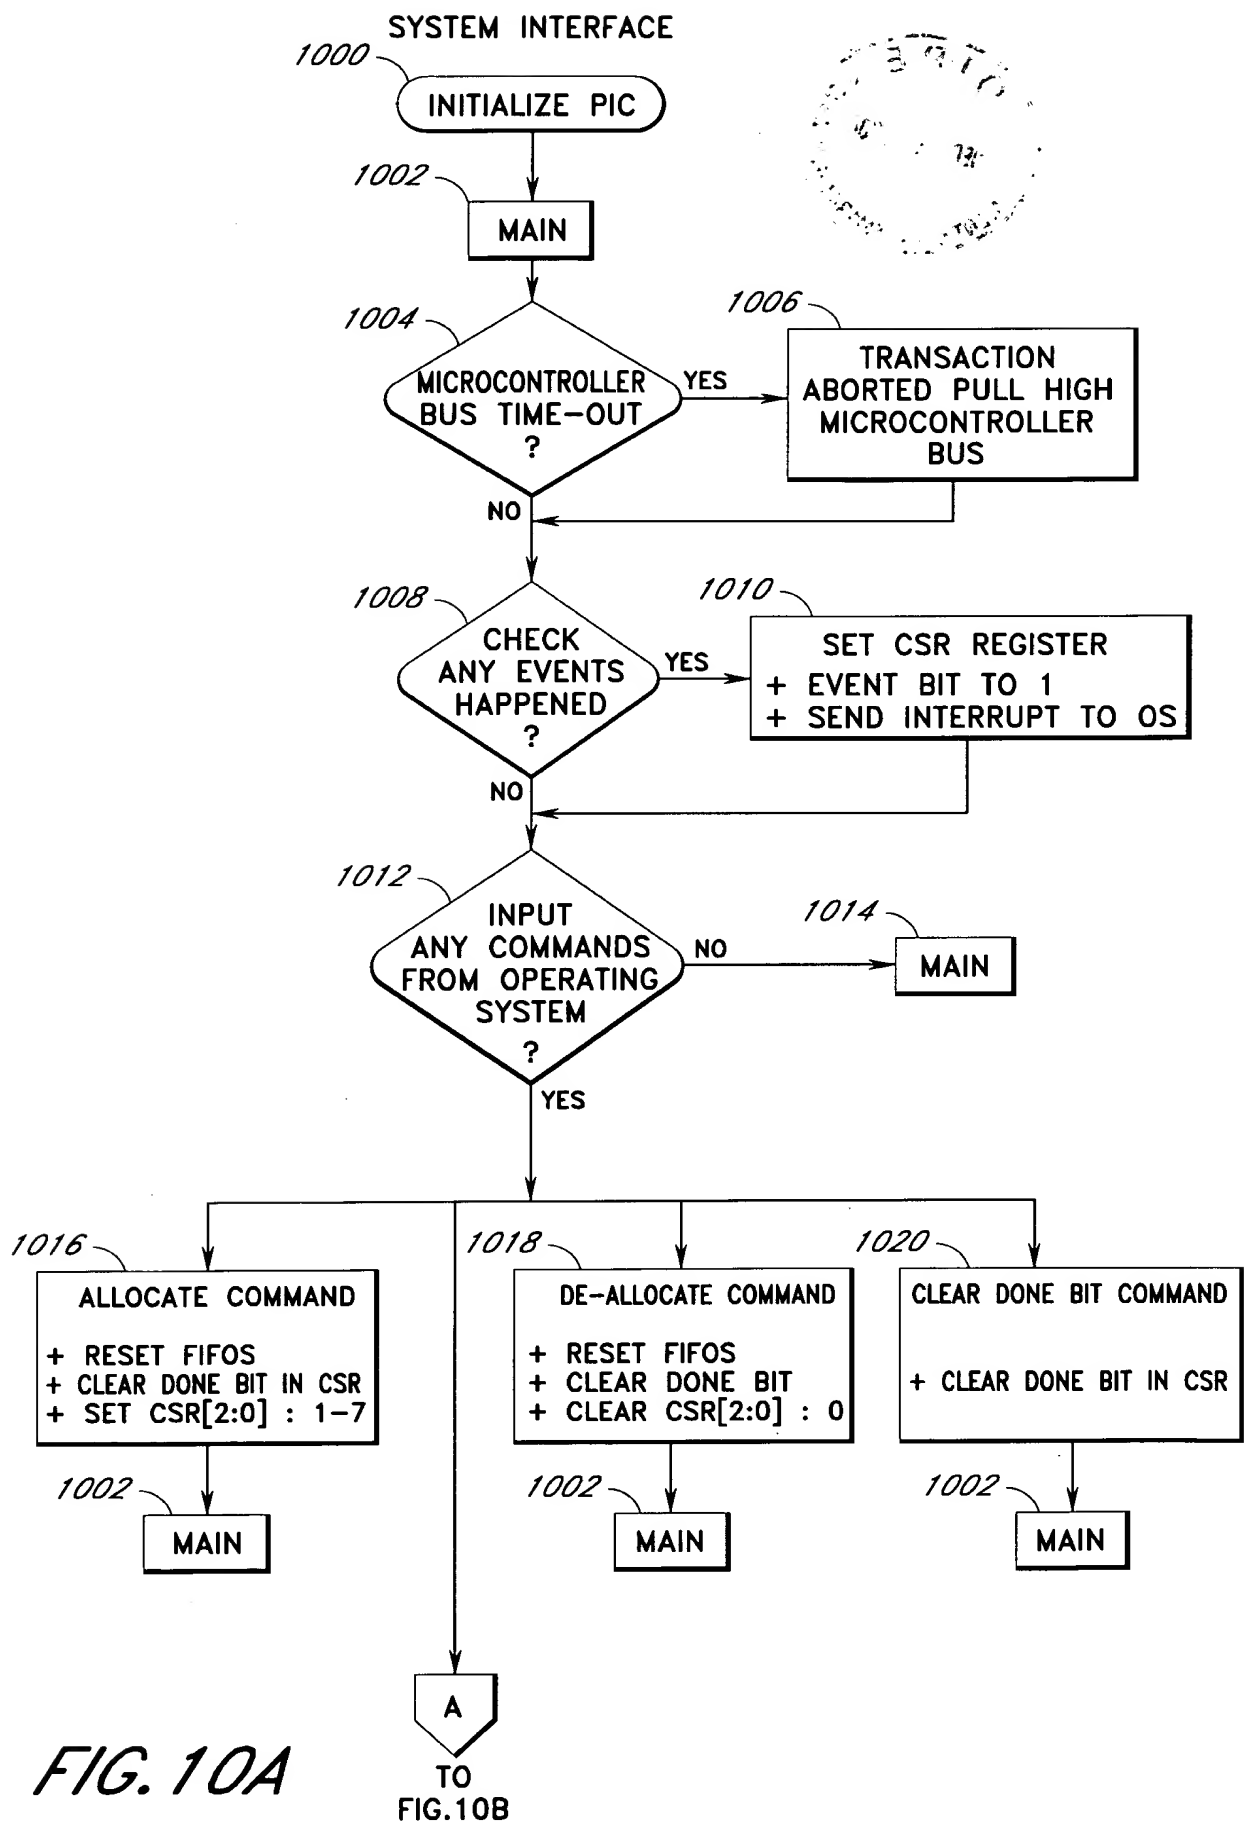 SYSTEM INTERFACE
1000
INITIALIZE PIC
1002
MAIN
1004
MICROCONTROLLER
BUS TIME-OUT
?
YES
1006
TRANSACTION
ABORTED PULL HIGH
MICROCONTROLLER
BUS
NO
1008
CHECK
ANY EVENTS
HAPPENED
?
YES
1010
SET CSR REGISTER
+ EVENT BIT TO 1
+ SEND INTERRUPT TO OS
NO
1012
INPUT
ANY COMMANDS
FROM OPERATING
SYSTEM
?
NO
1014
MAIN
YES
1016
ALLOCATE COMMAND
+ RESET FIFOS
+ CLEAR DONE BIT IN CSR
+ SET CSR[2:0] : 1-7
1002
MAIN
1018
DE-ALLOCATE COMMAND
+ RESET FIFOS
+ CLEAR DONE BIT
+ CLEAR CSR[2:0] : 0
1002
MAIN
1020
CLEAR DONE BIT COMMAND
+ CLEAR DONE BIT IN CSR
1002
MAIN
A
TO
FIG.10B
FIG. 10A